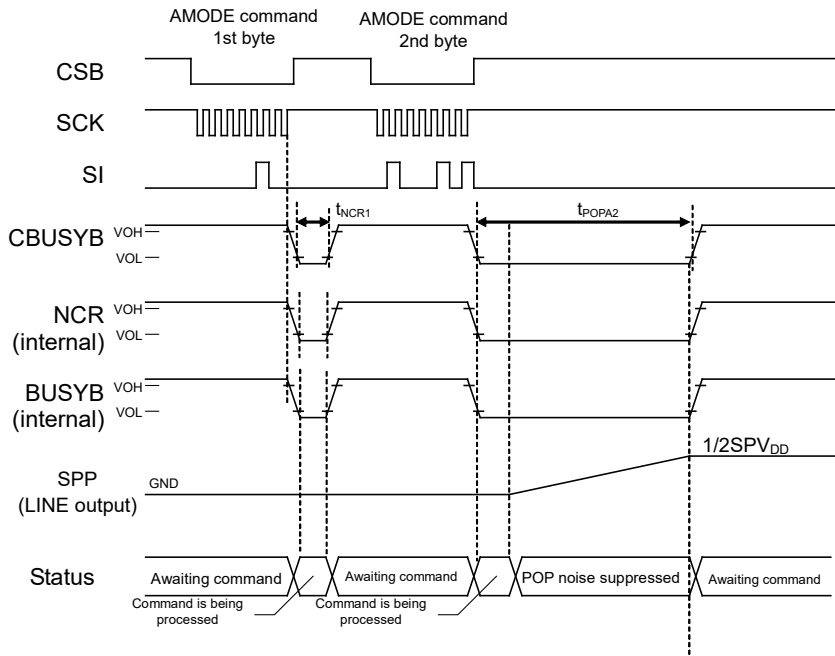 AMODE command
1st byte
AMODE command
2nd byte
CSB
SCK
SI
tNCR1
tPOPA2
CBUSYB
VOH
VOL
NCR
(internal)
VOH
VOL
BUSYB
(internal)
VOH
VOL
SPP
(LINE output)
GND
1/2SPVDD
Status
Awaiting command
Awaiting command
POP noise suppressed
Awaiting command
Command is being
processed
Command is being
processed